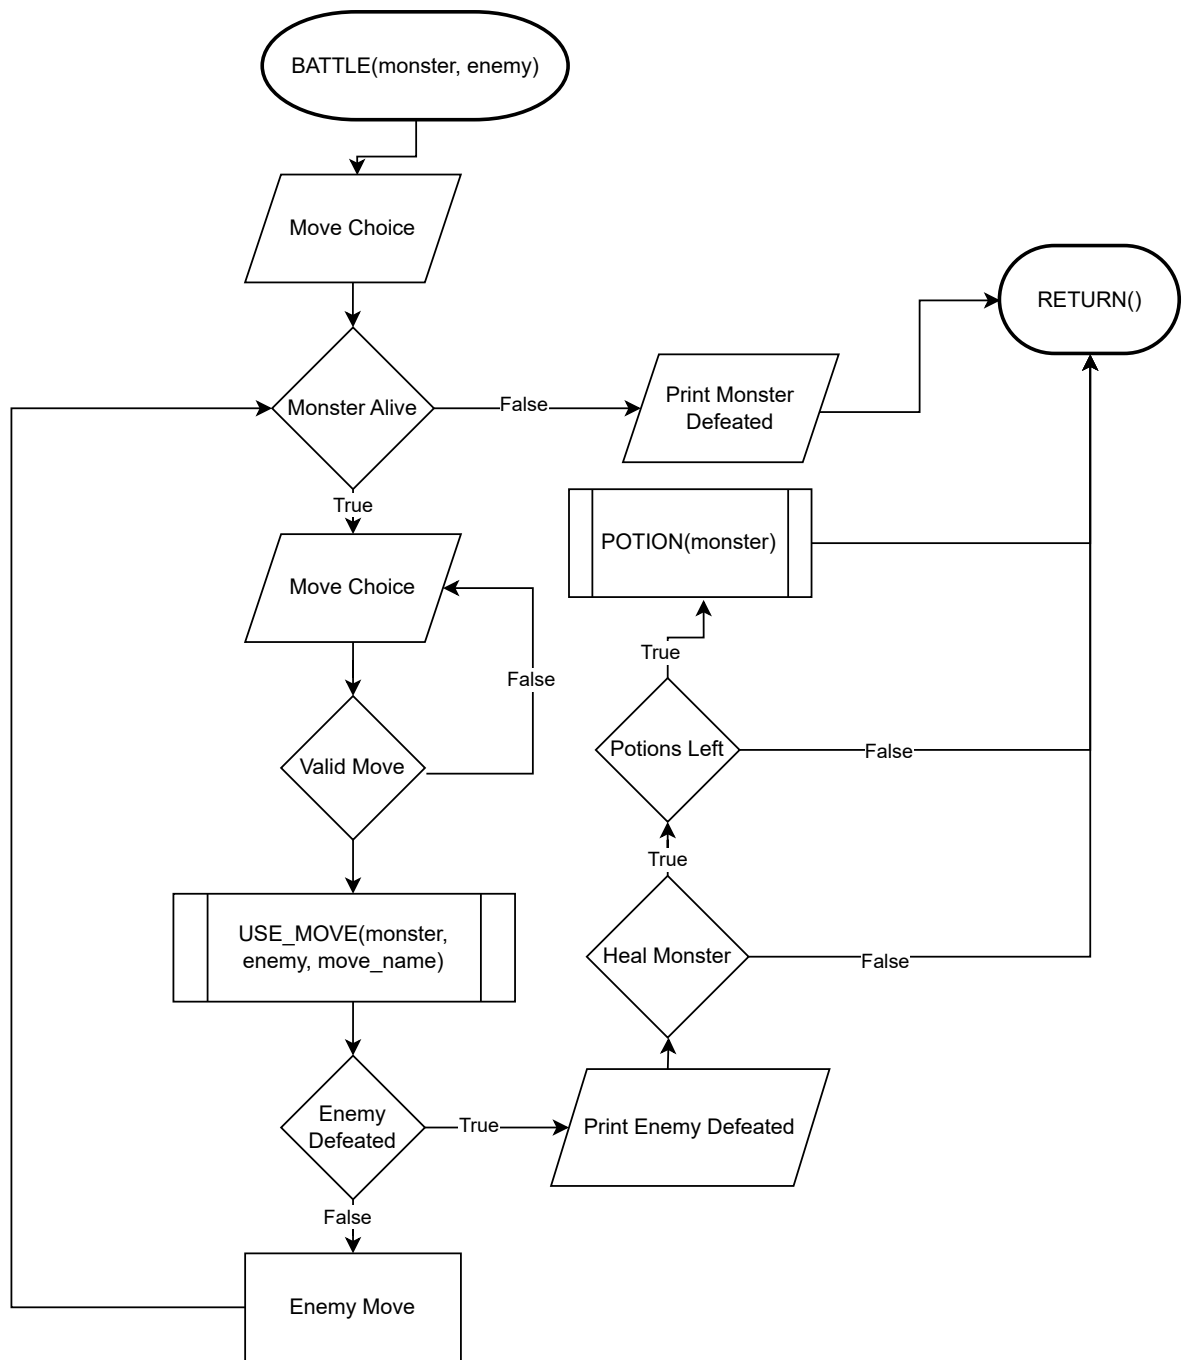 BATTLE(monster, enemy)
Move Choice
RETURN()
Monster Alive
False
Print Monster
Defeated
True
Move Choice
POTION(monster)
True
False
Valid Move
Potions Left
False
True
USE_MOVE(monster,
enemy, move_name)
Heal Monster
False
Enemy
Defeated
True
Print Enemy Defeated
False
Enemy Move